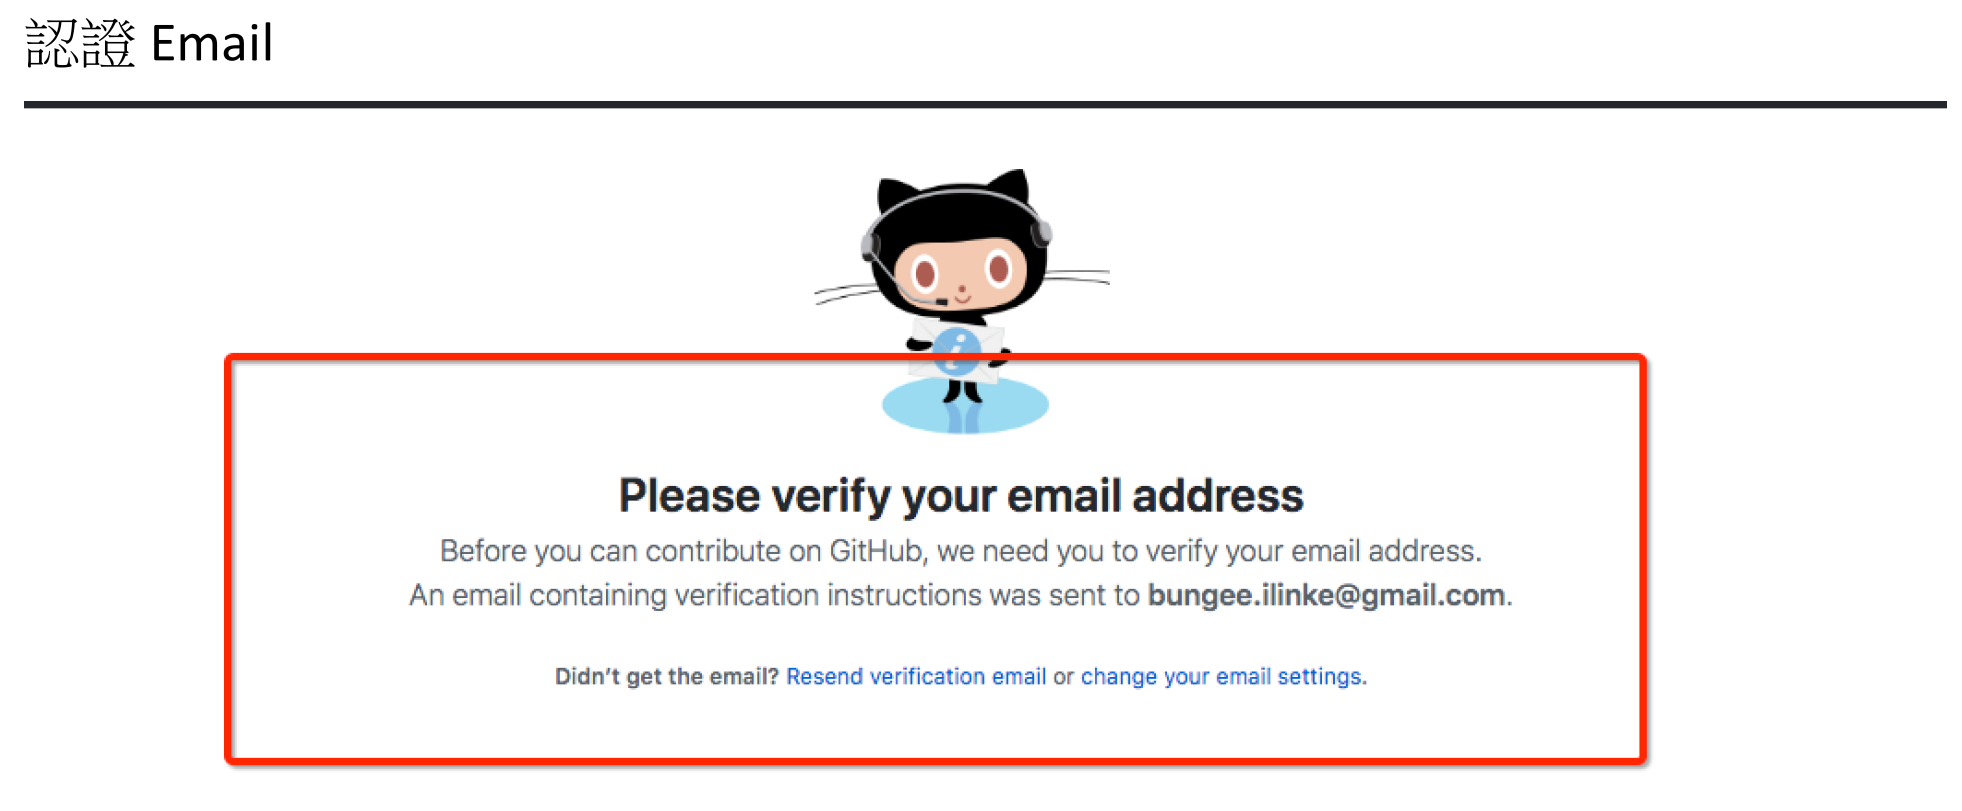 認證 Email
i
Please verify your email address
Before you can contribute on GitHub, we need you to verify your email address.
An email containing verification instructions was sent to bungee.ilinke@gmail.com.
Didn’t get the email? Resend verification email or change your email settings.